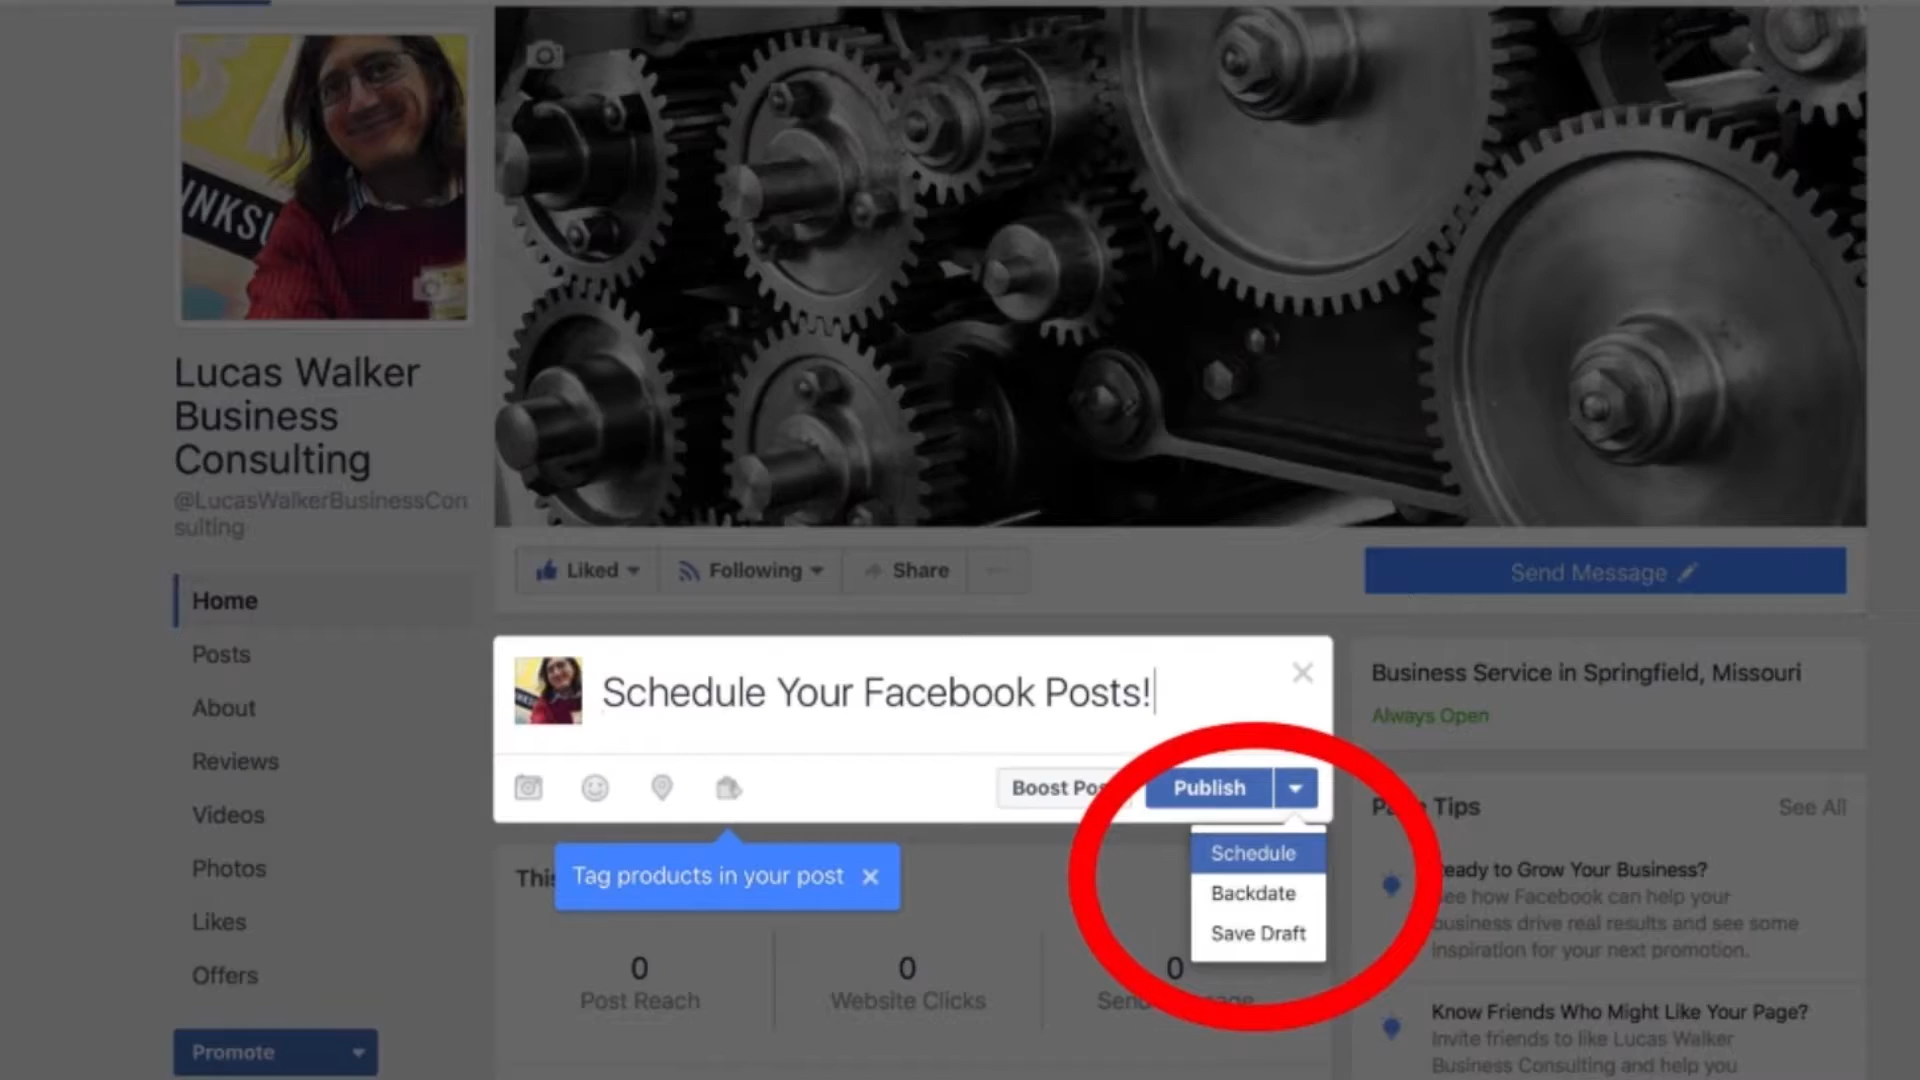 INKSU
Lucas Walker
Business
Consulting
@LucasWalkerBusinessCon
sulting
Home
Posts
About
Reviews
Videos
Photos
Likes
Offers
Promote
Liked
Following
Share
Send Message
Schedule Your Facebook Posts!
Boost Pos
Publish
Schedule
Backdate
Save Draft
Tag products in your post
This
0
Post Reach
0
Website Clicks
0
Business Service in Springfield, Missouri
Always Open
Tips
See All
eady to Grow Your Business?
ee how Facebook can help your
business drive real results and see some
inspiration for your next promotion.
Know Friends Who Might Like Your Page?
Invite friends to like Lucas Walker
Business Consulting and help you